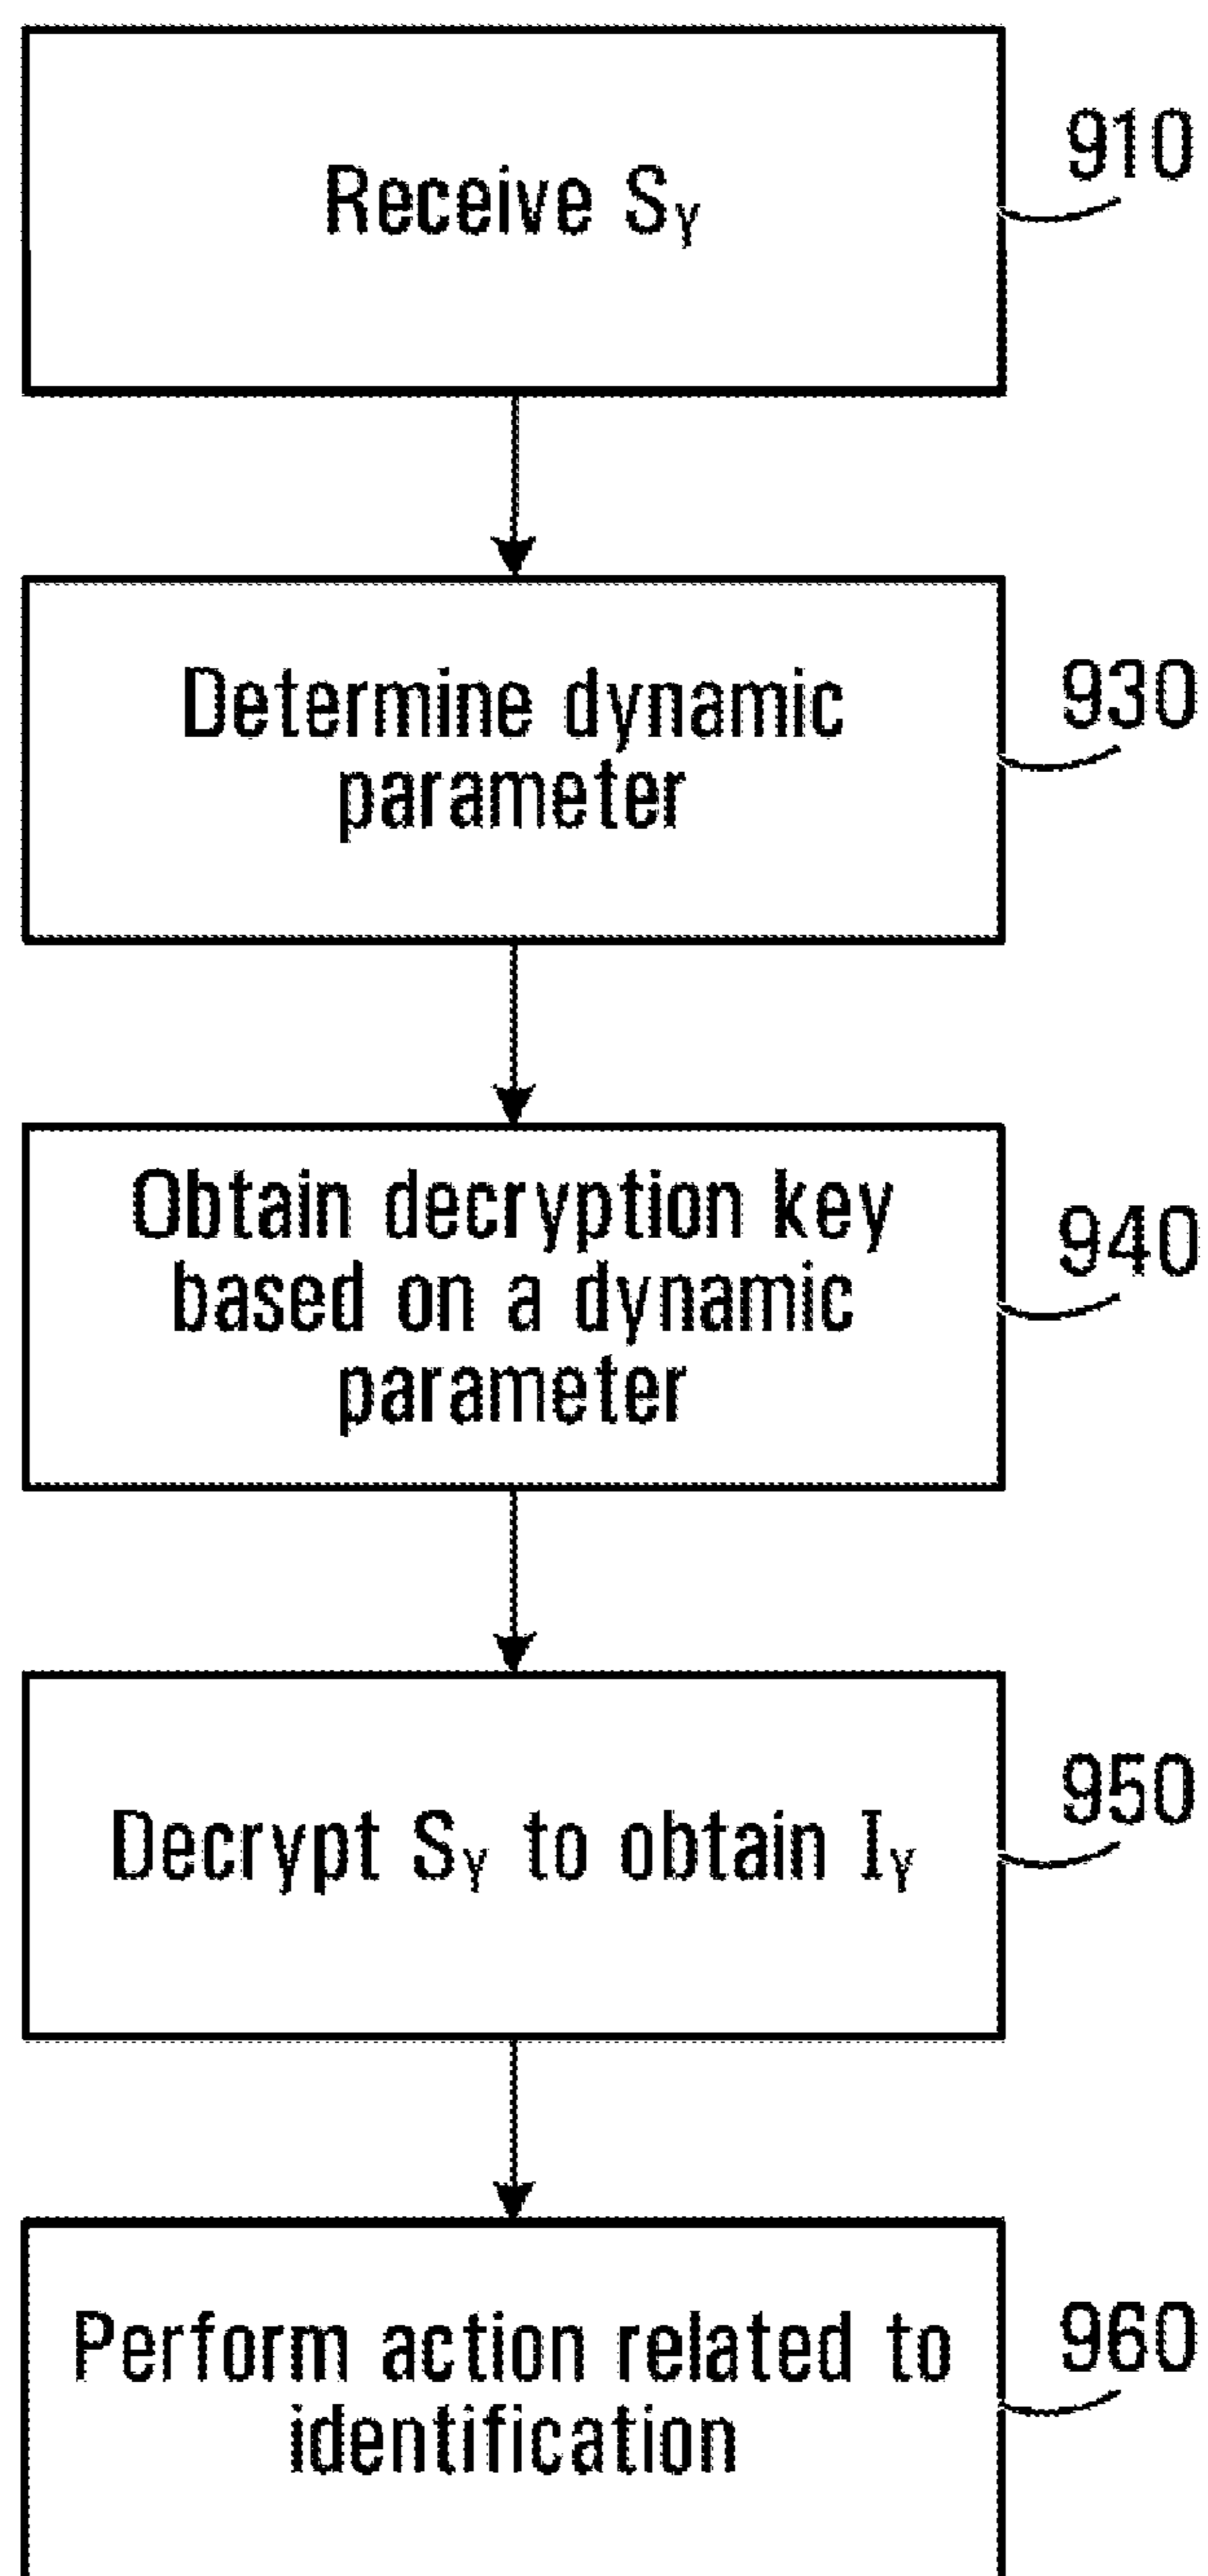 Receive Sᵧ
910
Determine dynamic
parameter
930
Obtain decryption key
based on a dynamic
parameter
940
Decrypt Sᵧ to obtain Iᵧ
950
Perform action related to
identification
960